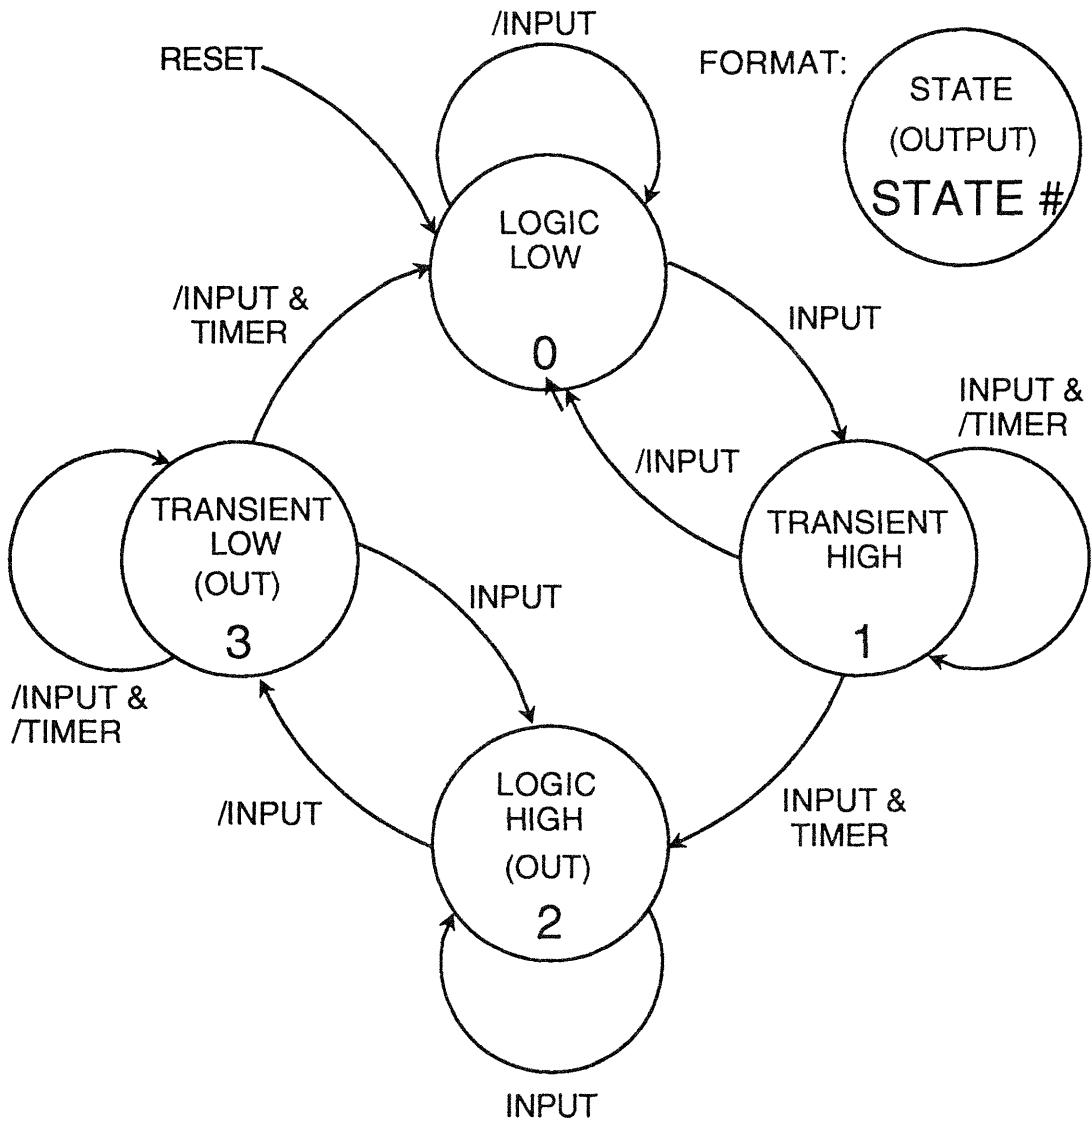 /INPUT
RESET
FORMAT:
STATE
(OUTPUT)
STATE #
LOGIC
LOW
0
/INPUT &
TIMER
INPUT
INPUT &
/TIMER
/INPUT
TRANSIENT
LOW
(OUT)
3
TRANSIENT
HIGH
1
INPUT
/INPUT &
/TIMER
/INPUT
LOGIC
HIGH
(OUT)
2
INPUT &
TIMER
INPUT